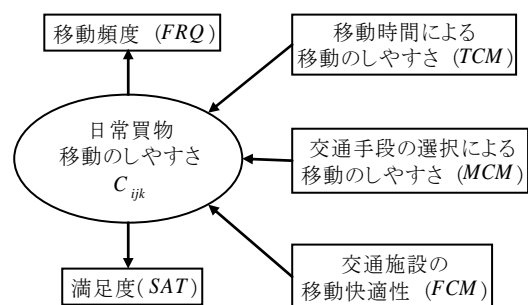 移動頻度 (FRQ)
移動時間による
移動のしやすさ (TCM)
日常買物
移動のしやすさ
C ijk
交通手段の選択による
移動のしやすさ (MCM)
満足度(SAT)
交通施設の
移動快適性 (FCM)